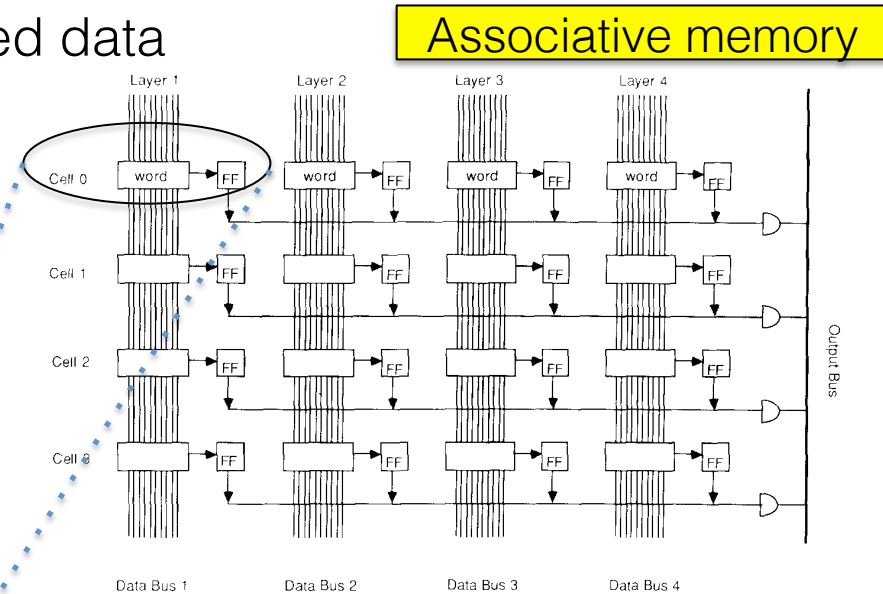 ed data
Associative memory
Layer 1 Layer 2 Layer 3 Layer 4
Cell 0 word FF word FF word FF word FF
Cell 1 FF FF FF FF
Cell 2 FF FF FF FF
Cell 3 FF FF FF FF
Output Bus
Data Bus 1 Data Bus 2 Data Bus 3 Data Bus 4